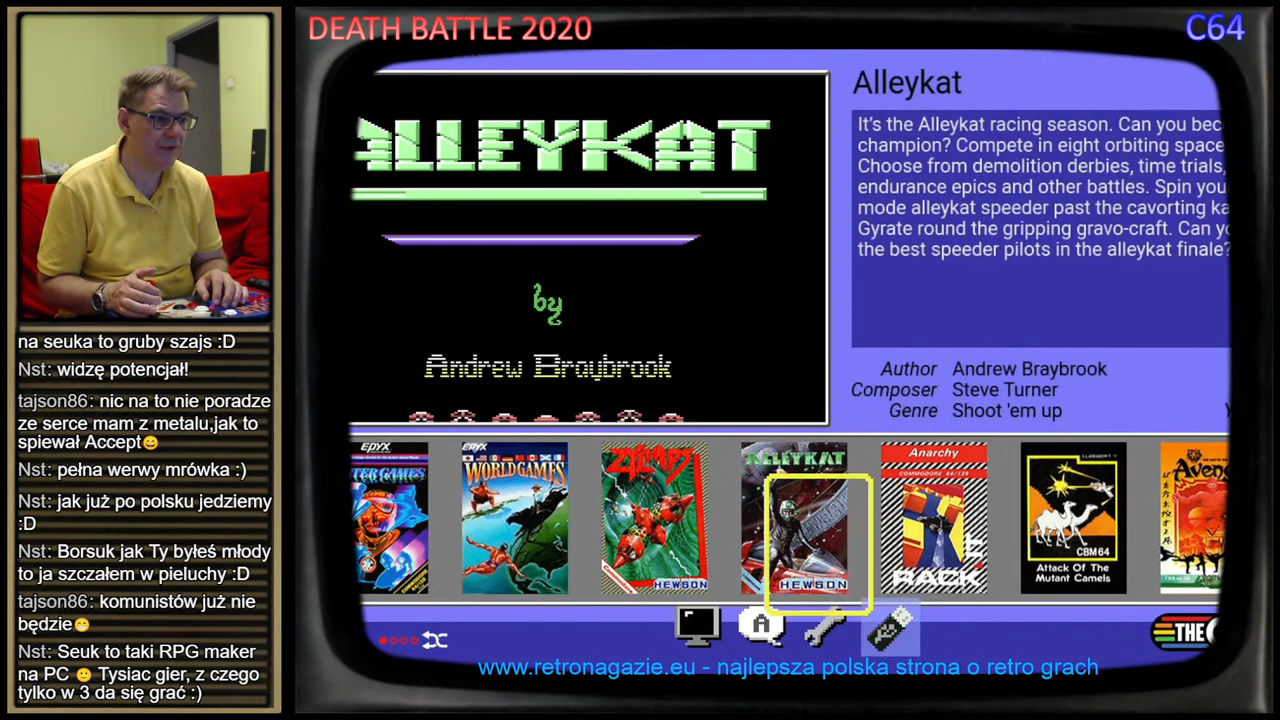 DEATH BATTLE 2020
C64
ALLEYKAT
by
Andrew Braybrook
Alleykat
It's the Alleykat racing season. Can you bec
champion? Compete in eight orbiting space
Choose from demolition derbies, time trials,
endurance epics and other battles. Spin you
mode alleykat speeder past the cavorting ka
Gyrate round the gripping gravo-craft. Can yo
the best speeder pilots in the alleykat finale?
Author Andrew Braybrook
Composer Steve Turner
Genre Shoot 'em up
na seuka to gruby szajs :D
Nst: widzę potencjał!
tajson86: nic na to nie poradze
ze serce mam z metalu,jak to
spiewał Accept😄
Nst: pełna werwy mrówka :)
Nst: jak już po polsku jedziemy
:D
Nst: Borsuk jak Ty byłeś młody
to ja szczałem w pieluchy :D
tajson86: komunistów już nie
będzie😁
Nst: Seuk to taki RPG maker
na PC 🙂 Tysiac gier, z czego
tylko w 3 da się grać :)
EPYX
TER GAMES
EPYX
WORLD GAMES
ZYNAPS
HEWSON
ALLEYKAT
HEWSON
Anarchy
COMMODORE 64/128
RACK
IT
LLAMASOFT
CBM64
Attack Of The
Mutant Camels
Aven
A
THE
www.retronagazie.eu - najlepsza polska strona o retro grach